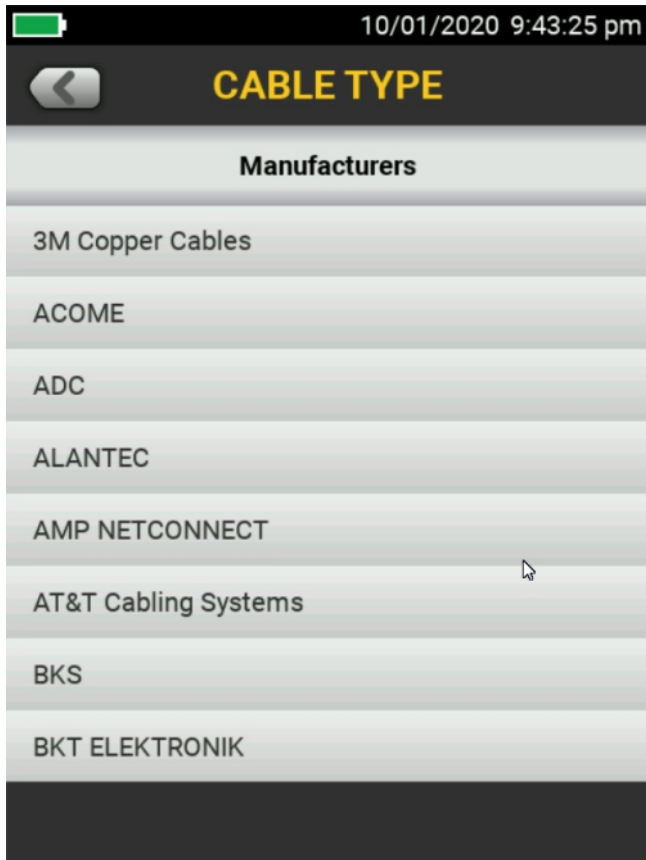 10/01/2020 9:43:25 pm
CABLE TYPE
Manufacturers
3M Copper Cables
ACOME
ADC
ALANTEC
AMP NETCONNECT
AT&T Cabling Systems
BKS
BKT ELEKTRONIK